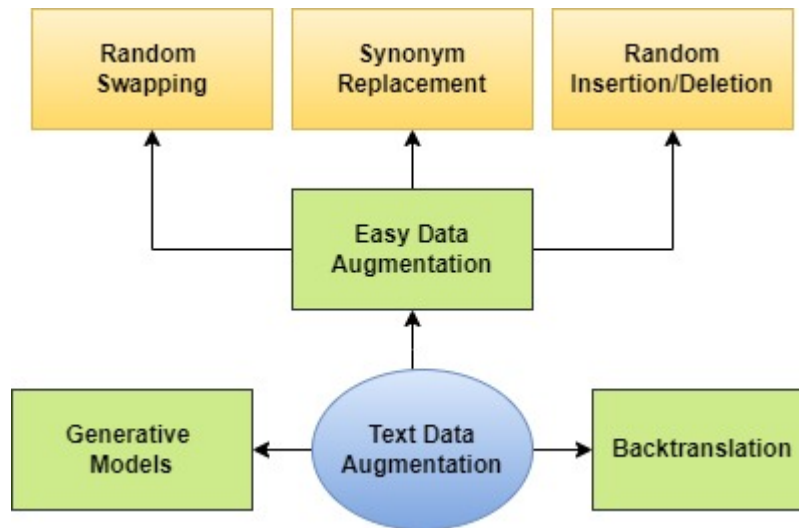 Random
Swapping
Synonym
Replacement
Random
Insertion/Deletion
Easy Data
Augmentation
Generative
Models
Text Data
Augmentation
Backtranslation